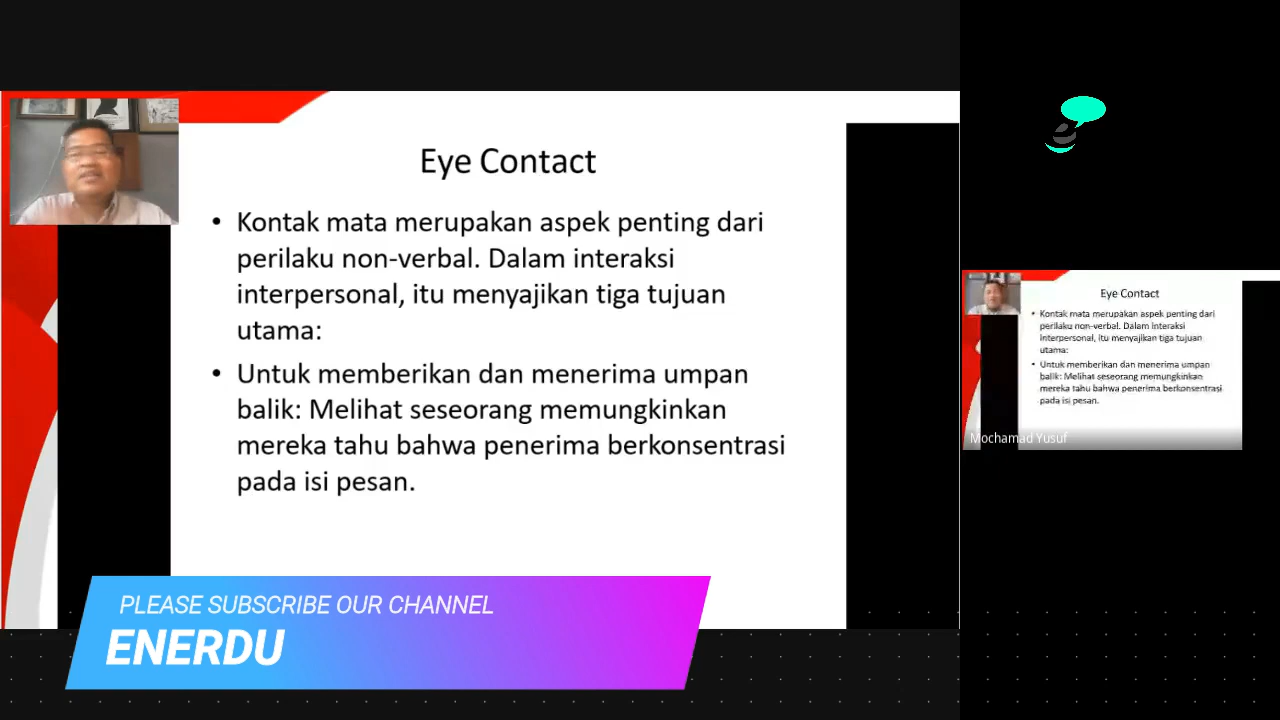 Eye Contact
• Kontak mata merupakan aspek penting dari
perilaku non-verbal. Dalam interaksi
interpersonal, itu menyajikan tiga tujuan
utama:
• Untuk memberikan dan menerima umpan
balik: Melihat seseorang memungkinkan
mereka tahu bahwa penerima berkonsentrasi
pada isi pesan.
PLEASE SUBSCRIBE OUR CHANNEL
ENERDU
Eye Contact
• Kontak mata merupakan aspek penting dari
perilaku non-verbal. Dalam interaksi
interpersonal, itu menyajikan tiga tujuan
utama:
• Untuk memberikan dan menerima umpan
balik: Melihat seseorang memungkinkan
mereka tahu bahwa penerima berkonsentrasi
pada isi pesan.
Mochamad Yusuf